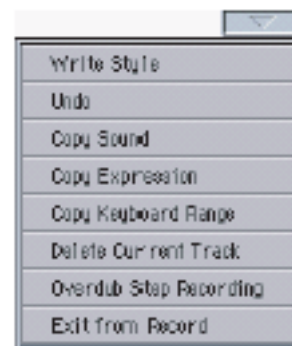 Write Style
Undo
Copy Sound
Copy Expression
Copy Keyboard Range
Delete Current Track
Overdub Step Recording
Exit from Record